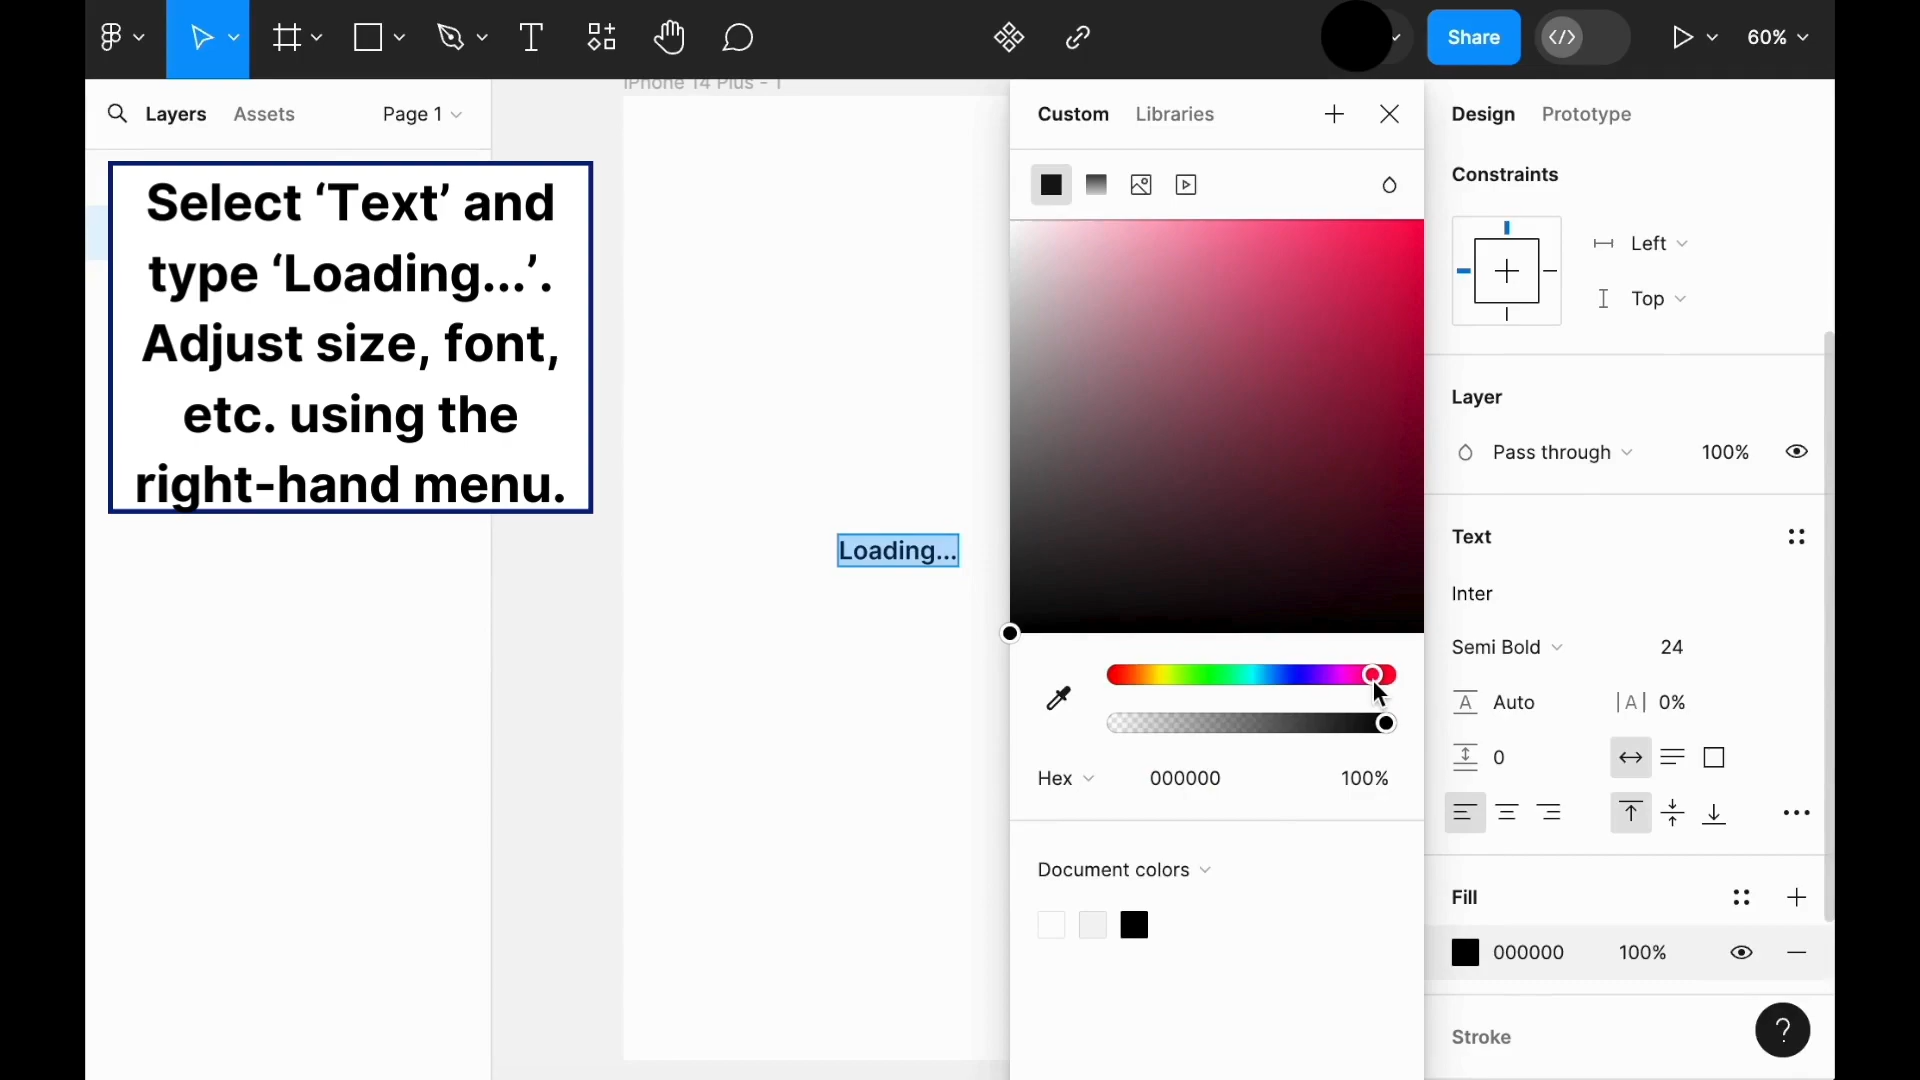 Share
60%
Layers
Assets
Page 1
iPhone 14 Plus - 1
Select ‘Text’ and
type ‘Loading...’.
Adjust size, font,
etc. using the
right-hand menu.
Loading...
Custom
Libraries
Hex
000000
100%
Document colors
Design
Prototype
Constraints
Left
Top
Layer
Pass through
100%
Text
Inter
Semi Bold
24
Auto
0%
0
Fill
000000
100%
Stroke
?